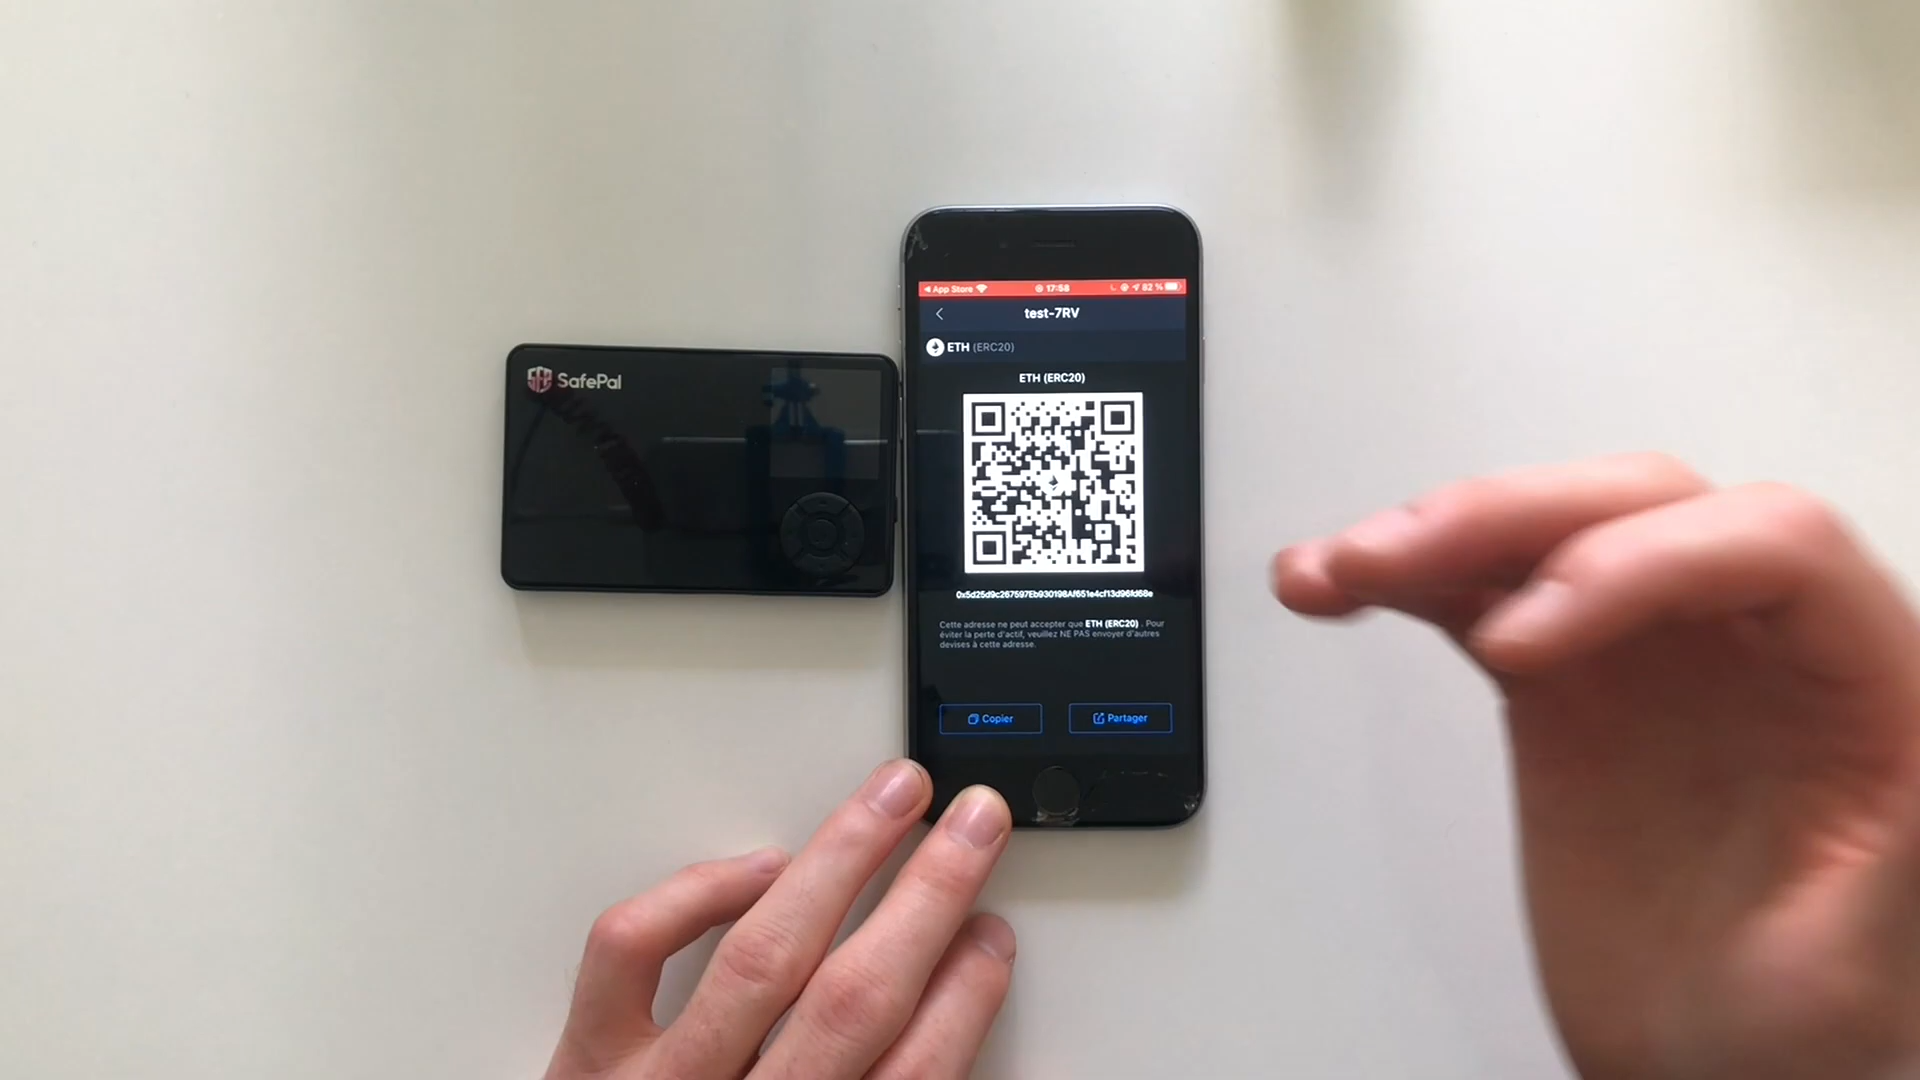 SafePal
App Store 17:58 82 %
test-7RV
ETH (ERC20)
ETH (ERC20)
0x5d25d9c267597Eb930198Af651e4cf13d96fd68e
Cette adresse ne peut accepter que ETH (ERC20) . Pour
éviter la perte d'actif, veuillez NE PAS envoyer d'autres
devises à cette adresse.
Copier
Partager